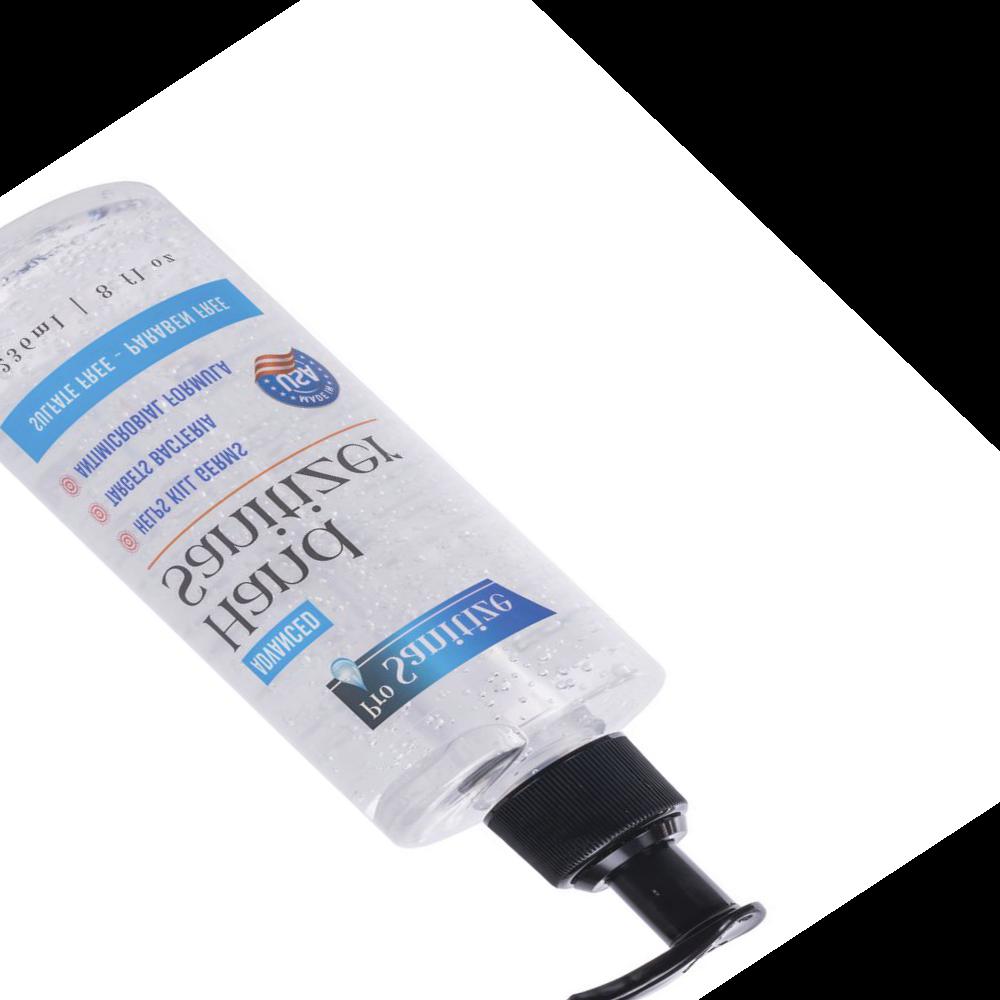 Pro Sanitize
ADVANCED
Hand
Sanitizer
HELPS KILL GERMS
TARGETS BACTERIA
ANTIMICROBIAL FORMULA
MADE IN
USA
SULFATE FREE - PARABEN FREE
236ml | 8 fl oz